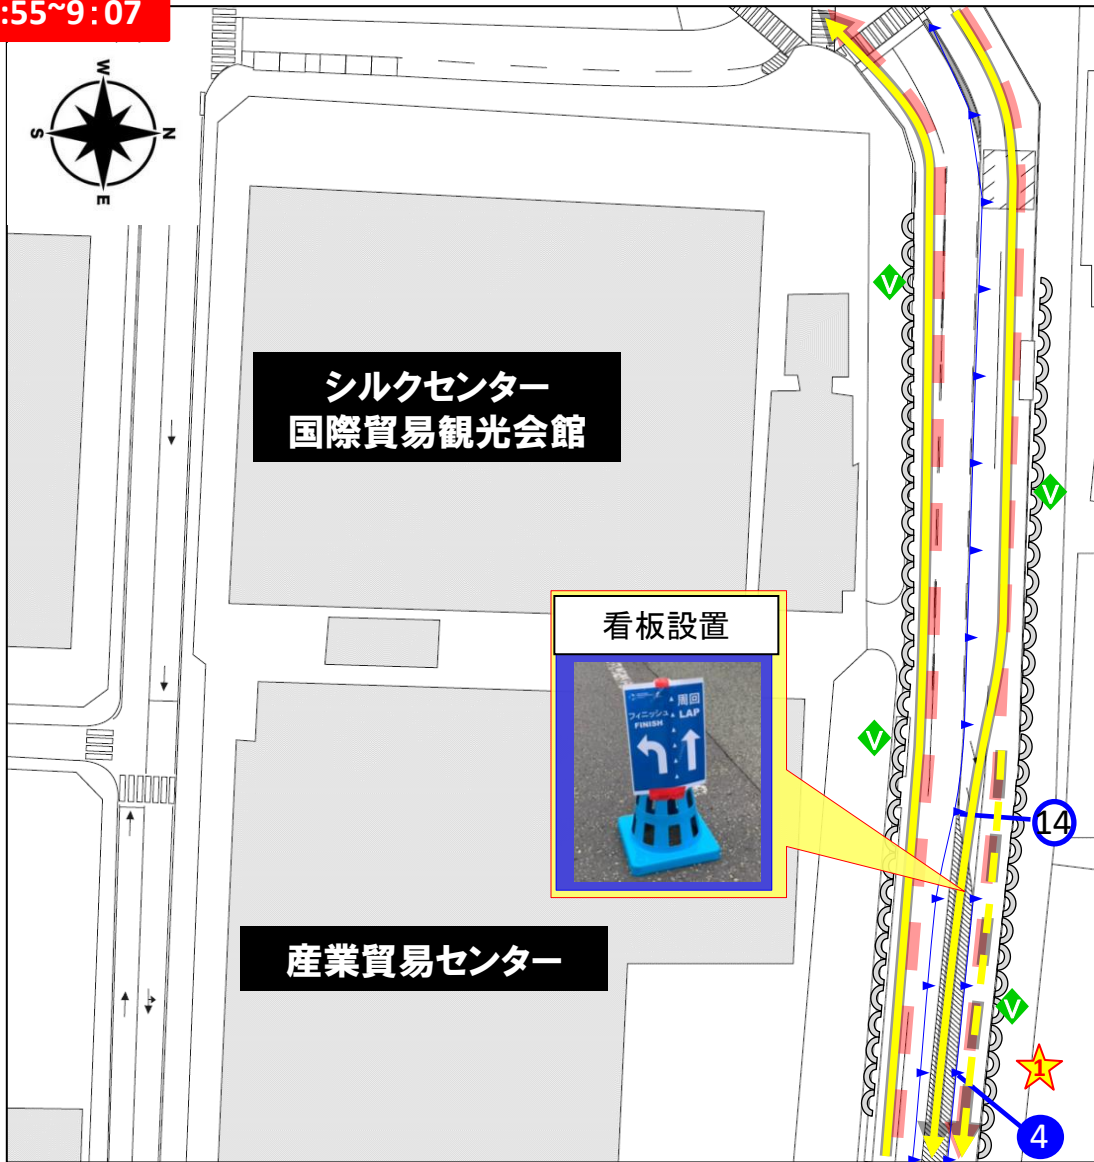 :55~9:07
W
S
N
E
V
シルクセンター
国際貿易観光会館
V
看板設置
フィニッシュ
FINISH
周回
LAP
V
14
産業貿易センター
V
1
4